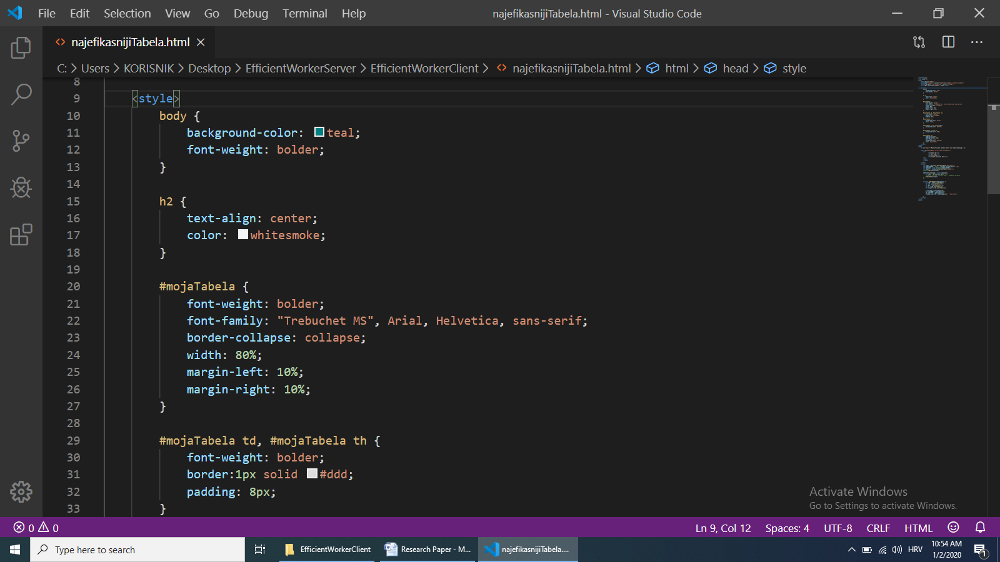 File Edit Selection View Go Debug Terminal Help najefikasnijiTabela.html - Visual Studio Code
najefikasnijiTabela.html
C: > Users > KORISNIK > Desktop > EfficientWorkerServer > EfficientWorkerClient > najefikasnijiTabela.html > html > head > style
8
9 <style>
10 body {
11 background-color: teal;
12 font-weight: bolder;
13 }
14
15 h2 {
16 text-align: center;
17 color: whitesmoke;
18 }
19
20 #mojaTabela {
21 font-weight: bolder;
22 font-family: "Trebuchet MS", Arial, Helvetica, sans-serif;
23 border-collapse: collapse;
24 width: 80%;
25 margin-left: 10%;
26 margin-right: 10%;
27 }
28
29 #mojaTabela td, #mojaTabela th {
30 font-weight: bolder;
31 border:1px solid #ddd;
32 padding: 8px;
33 }
Activate Windows
Go to Settings to activate Windows.
0 0 Ln 9, Col 12 Spaces: 4 UTF-8 CRLF HTML
Type here to search EfficientWorkerClient Research Paper - M... najefikasnijiTabela.... HRV 10:54 AM
1/2/2020 1